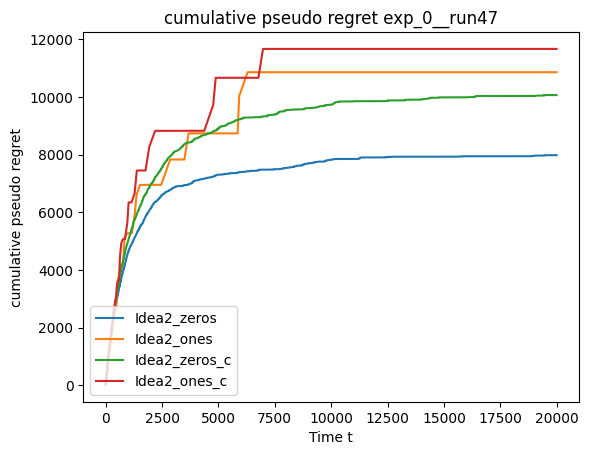 cumulative pseudo regret exp_0__run47
12000
10000
8000
6000
4000
2000
0
cumulative pseudo regret
Idea2_zeros
Idea2_ones
Idea2_zeros_c
Idea2_ones_c
0 2500 5000 7500 10000 12500 15000 17500 20000
Time t